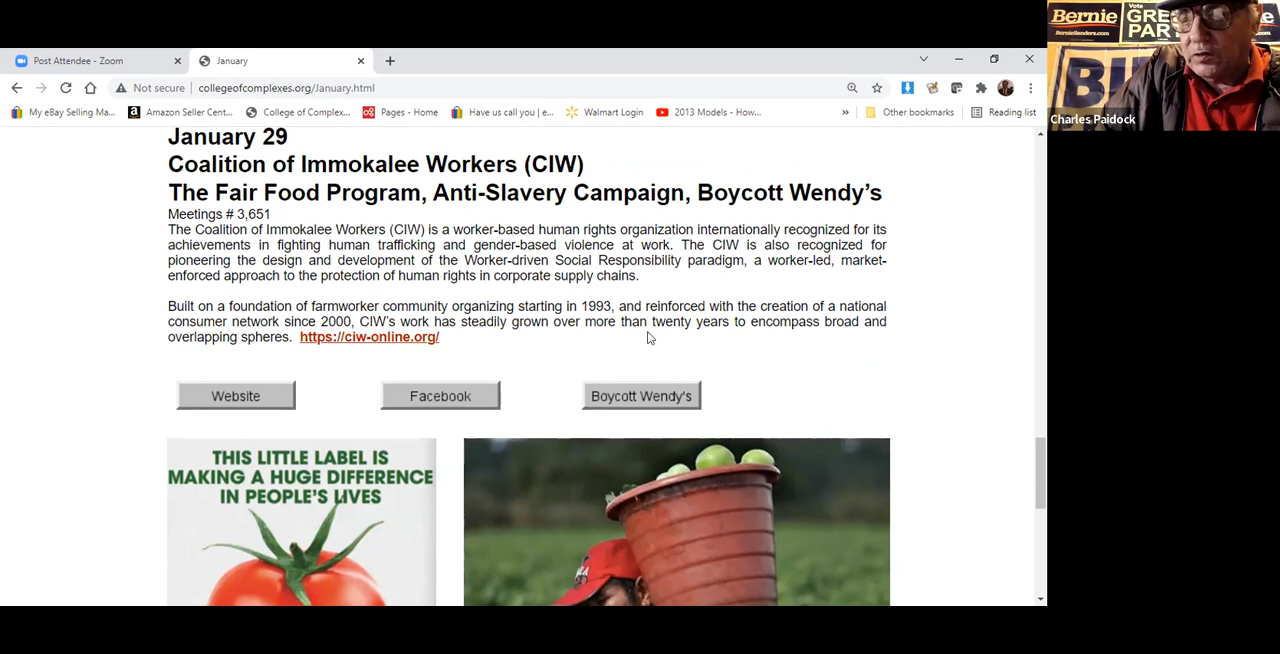 Post Attendee - Zoom
January
Not secure
collegeofcomplexes.org/January.html
My eBay Selling Ma...
Amazon Seller Cent...
College of Complex...
Pages - Home
Have us call you | e...
Walmart Login
2013 Models - How...
»
Other bookmarks
Reading list
January 29
Coalition of Immokalee Workers (CIW)
The Fair Food Program, Anti-Slavery Campaign, Boycott Wendy's
Meetings # 3,651
The Coalition of Immokalee Workers (CIW) is a worker-based human rights organization internationally recognized for its
achievements in fighting human trafficking and gender-based violence at work. The CIW is also recognized for
pioneering the design and development of the Worker-driven Social Responsibility paradigm, a worker-led, market-
enforced approach to the protection of human rights in corporate supply chains.
Built on a foundation of farmworker community organizing starting in 1993, and reinforced with the creation of a national
consumer network since 2000, CIW's work has steadily grown over more than twenty years to encompass broad and
overlapping spheres. https://ciw-online.org/
Website
Facebook
Boycott Wendy's
THIS LITTLE LABEL IS
MAKING A HUGE DIFFERENCE
IN PEOPLE'S LIVES
Bernie
Vote
GRE
PAR
Charles Paidock